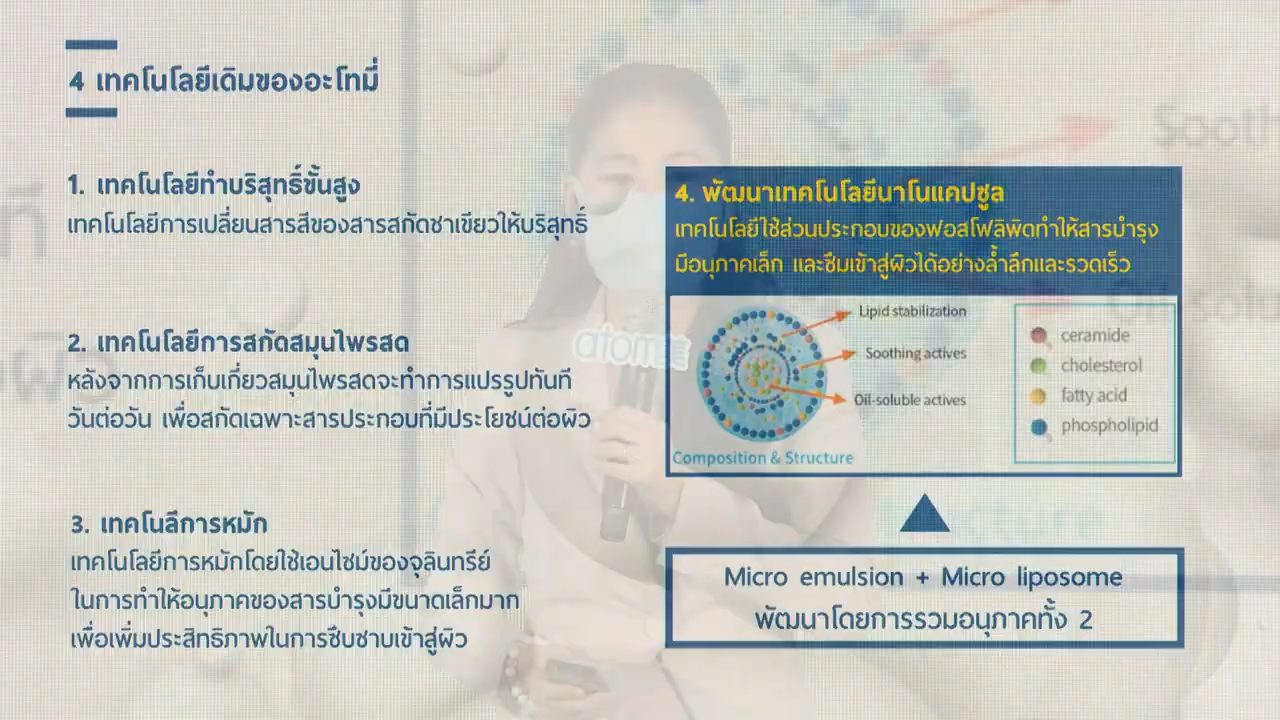 4 เทคโนโลยีเดิมของอะโทมี่
1. เทคโนโลยีทำบริสุทธิ์ขั้นสูง
เทคโนโลยีการเปลี่ยนสารสีของสารสกัดชาเขียวให้บริสุทธิ์
2. เทคโนโลยีการสกัดสมุนไพรสด
หลังจากการเก็บเกี่ยวสมุนไพรสดจะทำการแปรรูปทันที
วันต่อวัน เพื่อสกัดเฉพาะสารประกอบที่มีประโยชน์ต่อผิว
3. เทคโนลีการหมัก
เทคโนโลยีการหมักโดยใช้เอนไซม์ของจุลินทรีย์
ในการทำให้อนุภาคของสารบำรุงมีขนาดเล็กมาก
เพื่อเพิ่มประสิทธิภาพในการซึบซาบเข้าสู่ผิว
4. พัฒนาเทคโนโลยีนาโนแคปซูล
เทคโนโลยีใช้ส่วนประกอบของฟอสโฟลิพิดทำให้สารบำรุง
มีอนุภาคเล็ก และซึมเข้าสู่ผิวได้อย่างล้ำลึกและรวดเร็ว
Lipid stabilization
Soothing actives
Oil-soluble actives
Composition & Structure
ceramide
cholesterol
fatty acid
phospholipid
Micro emulsion + Micro liposome
พัฒนาโดยการรวมอนุภาคทั้ง 2
atom美
Sooth